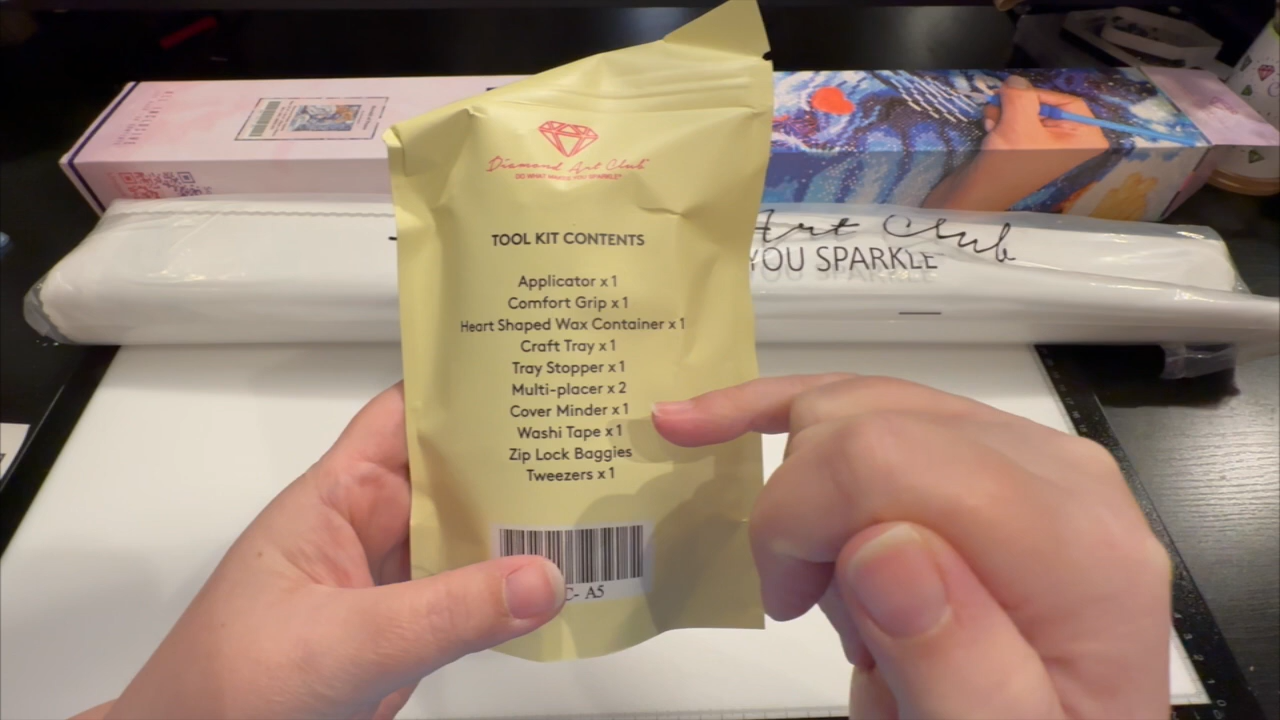 Diamond Art Club
DO WHAT MAKES YOU SPARKLE
TOOL KIT CONTENTS
Applicator x 1
Comfort Grip x 1
Heart Shaped Wax Container x 1
Craft Tray x 1
Tray Stopper x 1
Multi-placer x 2
Cover Minder x 1
Washi Tape x 1
Zip Lock Baggies
Tweezers x 1
C- A5
Art Club
YOU SPARKLE